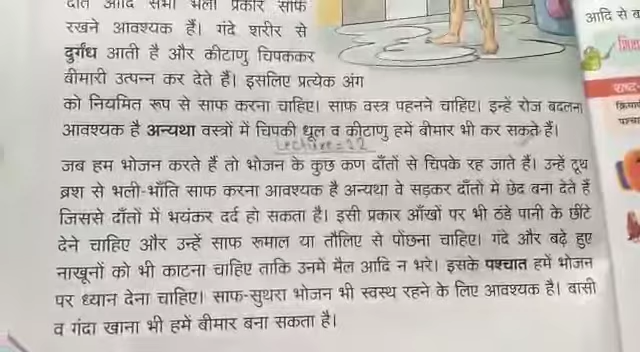 दाँत आदि सभी भली प्रकार साफ
रखने आवश्यक हैं। गंदे शरीर से
दुर्गंध आती है और कीटाणु चिपककर
बीमारी उत्पन्न कर देते हैं। इसलिए प्रत्येक अंग
को नियमित रूप से साफ करना चाहिए। साफ वस्त्र पहनने चाहिए। इन्हें रोज बदलना
आवश्यक है अन्यथा वस्त्रों में चिपकी धूल व कीटाणु हमें बीमार भी कर सकते हैं।
Lecture = 22
जब हम भोजन करते हैं तो भोजन के कुछ कण दाँतों से चिपके रह जाते हैं। उन्हें टूथ
ब्रश से भली-भाँति साफ करना आवश्यक है अन्यथा वे सड़कर दाँतों में छेद बना देते हैं
जिससे दाँतों में भयंकर दर्द हो सकता है। इसी प्रकार आँखों पर भी ठंडे पानी के छींटे
देने चाहिए और उन्हें साफ रूमाल या तौलिए से पोंछना चाहिए। गंदे और बढ़े हुए
नाखूनों को भी काटना चाहिए ताकि उनमें मैल आदि न भरे। इसके पश्चात हमें भोजन
पर ध्यान देना चाहिए। साफ-सुथरा भोजन भी स्वस्थ रहने के लिए आवश्यक है। बासी
व गंदा खाना भी हमें बीमार बना सकता है।
आदि से